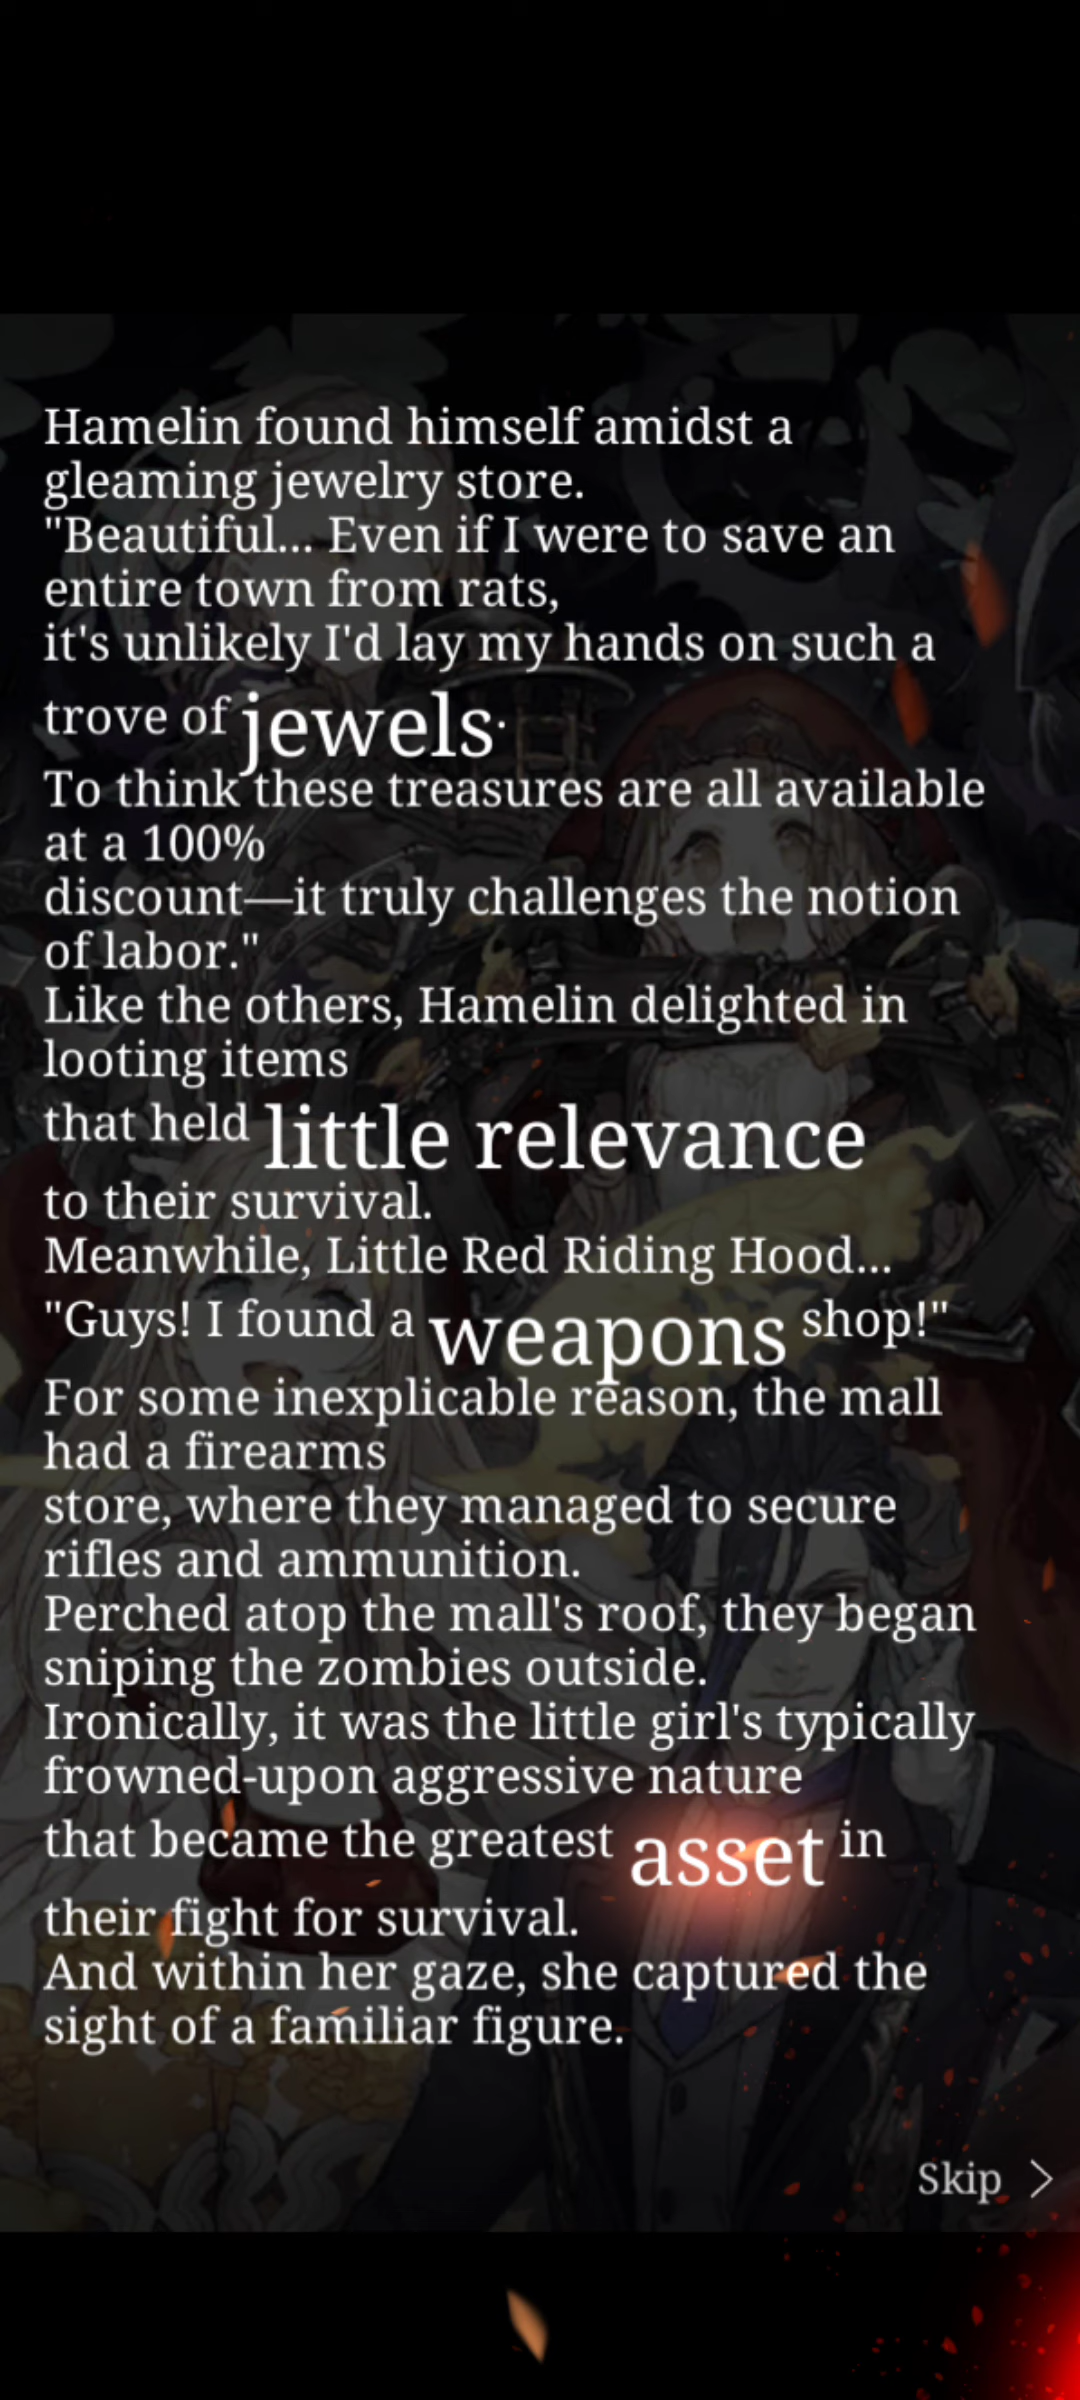 Hamelin found himself amidst a
gleaming jewelry store.
"Beautiful... Even if I were to save an
entire town from rats,
it's unlikely I'd lay my hands on such a
trove of jewels.
To think these treasures are all available
at a 100%
discount—it truly challenges the notion
of labor."
Like the others, Hamelin delighted in
looting items
that held little relevance
to their survival.
Meanwhile, Little Red Riding Hood...
"Guys! I found a weapons shop!"
For some inexplicable reason, the mall
had a firearms
store, where they managed to secure
rifles and ammunition.
Perched atop the mall's roof, they began
sniping the zombies outside.
Ironically, it was the little girl's typically
frowned-upon aggressive nature
that became the greatest asset in
their fight for survival.
And within her gaze, she captured the
sight of a familiar figure.
Skip >